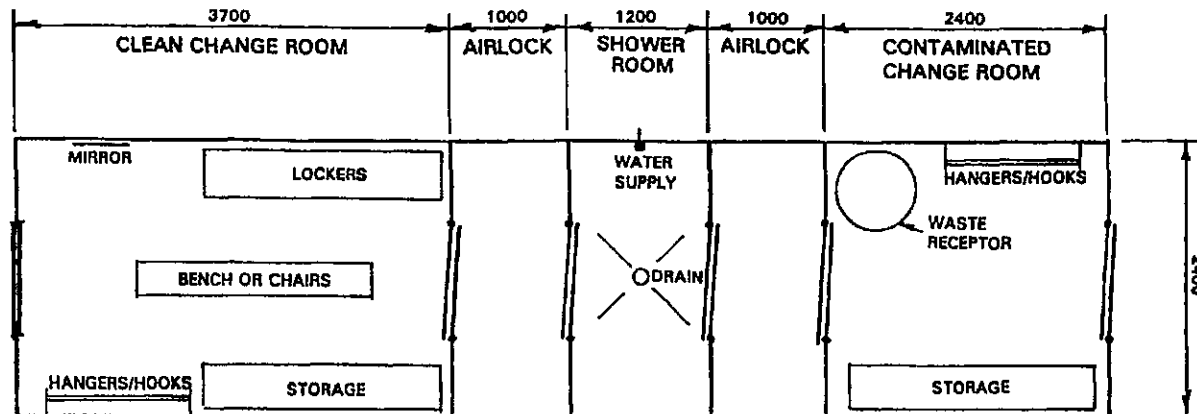 3700
1000
1200
1000
2400
CLEAN CHANGE ROOM
AIRLOCK
SHOWER
ROOM
AIRLOCK
CONTAMINATED
CHANGE ROOM
MIRROR
LOCKERS
WATER
SUPPLY
HANGERS/HOOKS
WASTE
RECEPTOR
BENCH OR CHAIRS
DRAIN
HANGERS/HOOKS
STORAGE
STORAGE